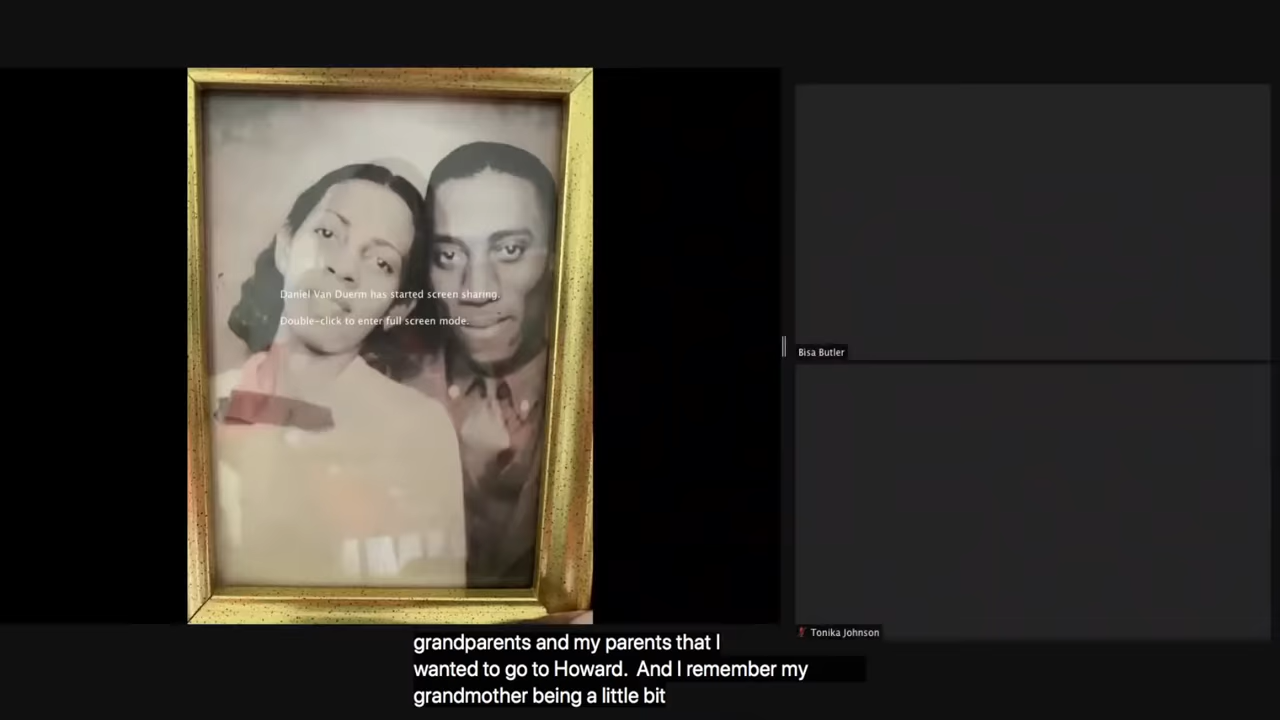 Daniel Van Duerm has started screen sharing.
Double-click to enter full screen mode.
Bisa Butler
Tonika Johnson
grandparents and my parents that I
wanted to go to Howard. And I remember my
grandmother being a little bit